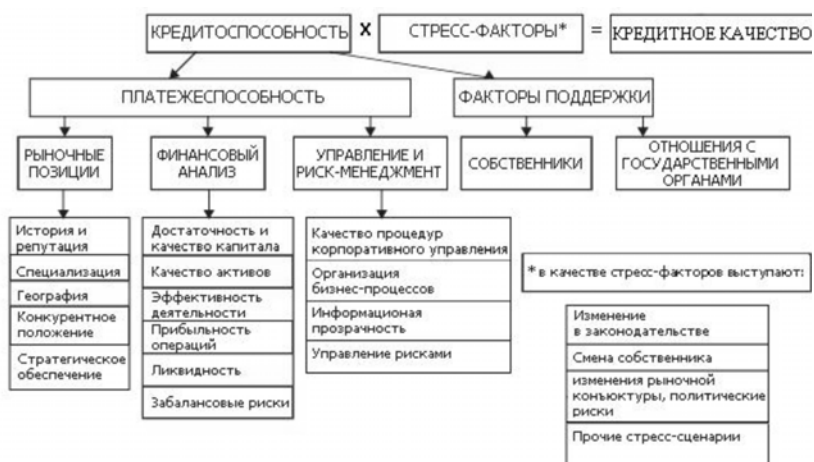 КРЕДИТОСПОСОБНОСТЬ X СТРЕСС-ФАКТОРЫ* = КРЕДИТНОЕ КАЧЕСТВО
ПЛАТЕЖЕСПОСОБНОСТЬ
ФАКТОРЫ ПОДДЕРЖКИ
РЫНОЧНЫЕ
ПОЗИЦИИ
ФИНАНСОВЫЙ
АНАЛИЗ
УПРАВЛЕНИЕ И
РИСК-МЕНЕДЖМЕНТ
СОБСТВЕННИКИ
ОТНОШЕНИЯ С
ГОСУДАРСТВЕННЫМИ
ОРГАНАМИ
История и
репутация
Специализация
География
Конкурентное
положение
Стратегическое
обеспечение
Достаточность и
качество капитала
Качество активов
Эффективность
деятельности
Прибыльность
операций
Ликвидность
Забалансовые риски
Качество процедур
корпоративного управления
Организация
бизнес-процессов
Информационая
прозрачность
Управление рисками
* в качестве стресс-факторов выступают:
Изменение
в законодательстве
Смена собственника
изменения рыночной
конъюктуры, политические
риски
Прочие стресс-сценарии